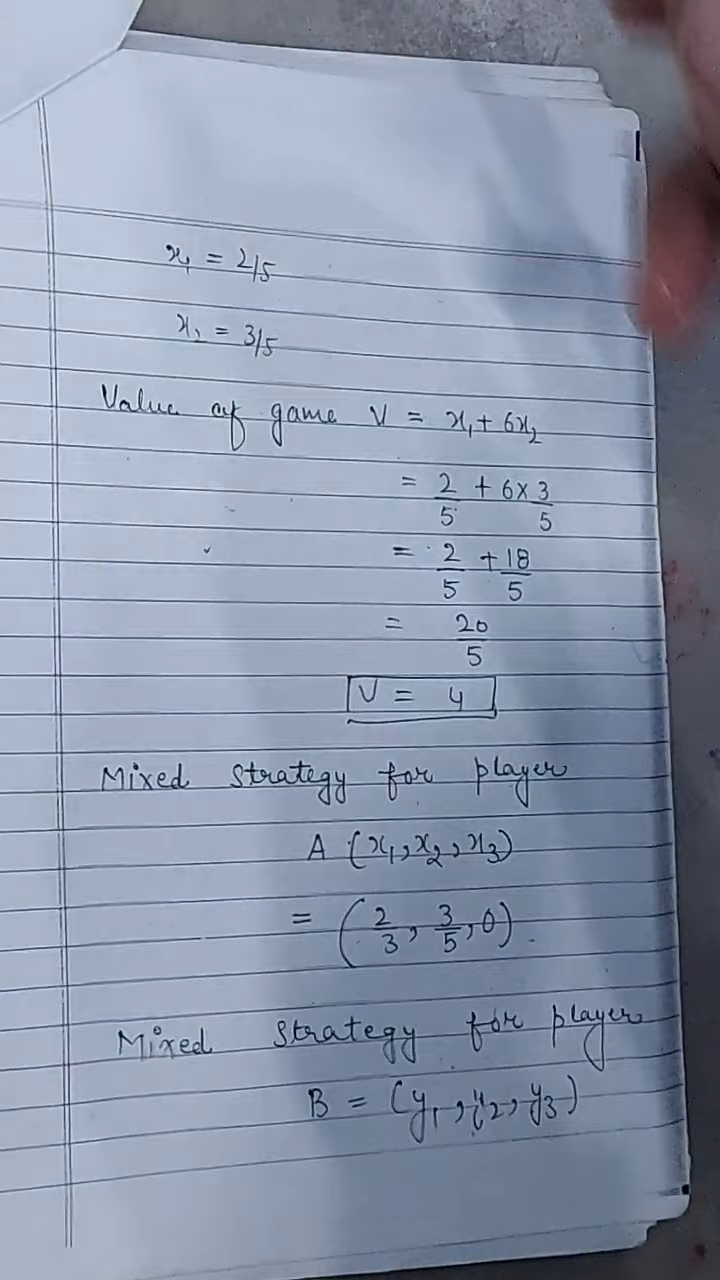 x₁ = 2/5
x₂ = 3/5
Value of game V = x₁ + 6x₂
= 2/5 + 6 × 3/5
= 2/5 + 18/5
= 20/5
V = 4
Mixed strategy for player
A (x₁, x₂, x₃)
= (2/3, 3/5, 0).
Mixed strategy for player
B = (y₁, y₂, y₃)